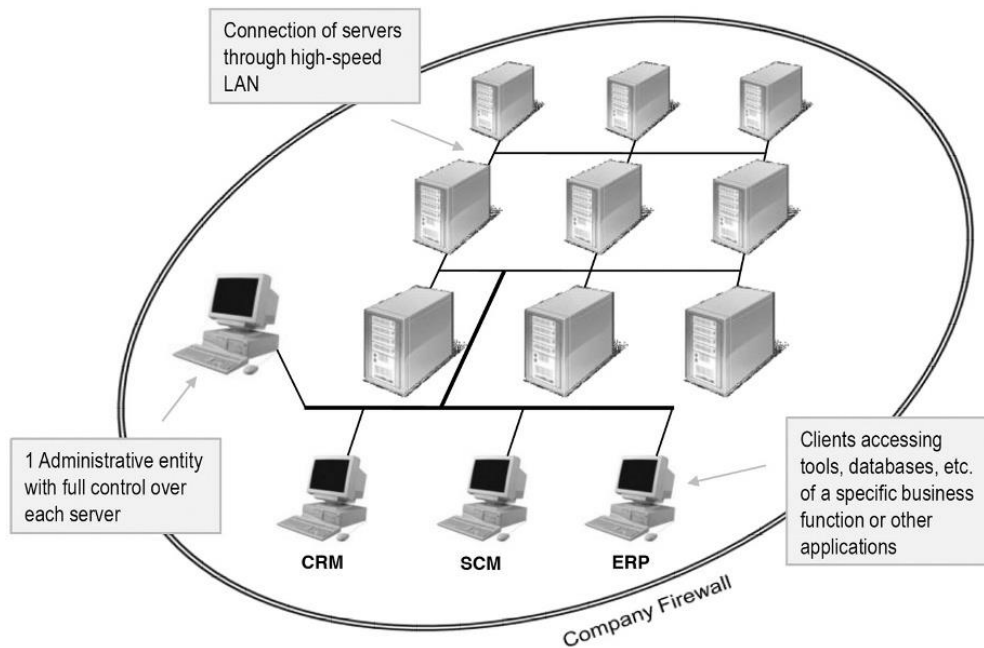 Connection of servers
through high-speed
LAN
1 Administrative entity
with full control over
each server
Clients accessing
tools, databases, etc.
of a specific business
function or other
applications
CRM
SCM
ERP
Company Firewall